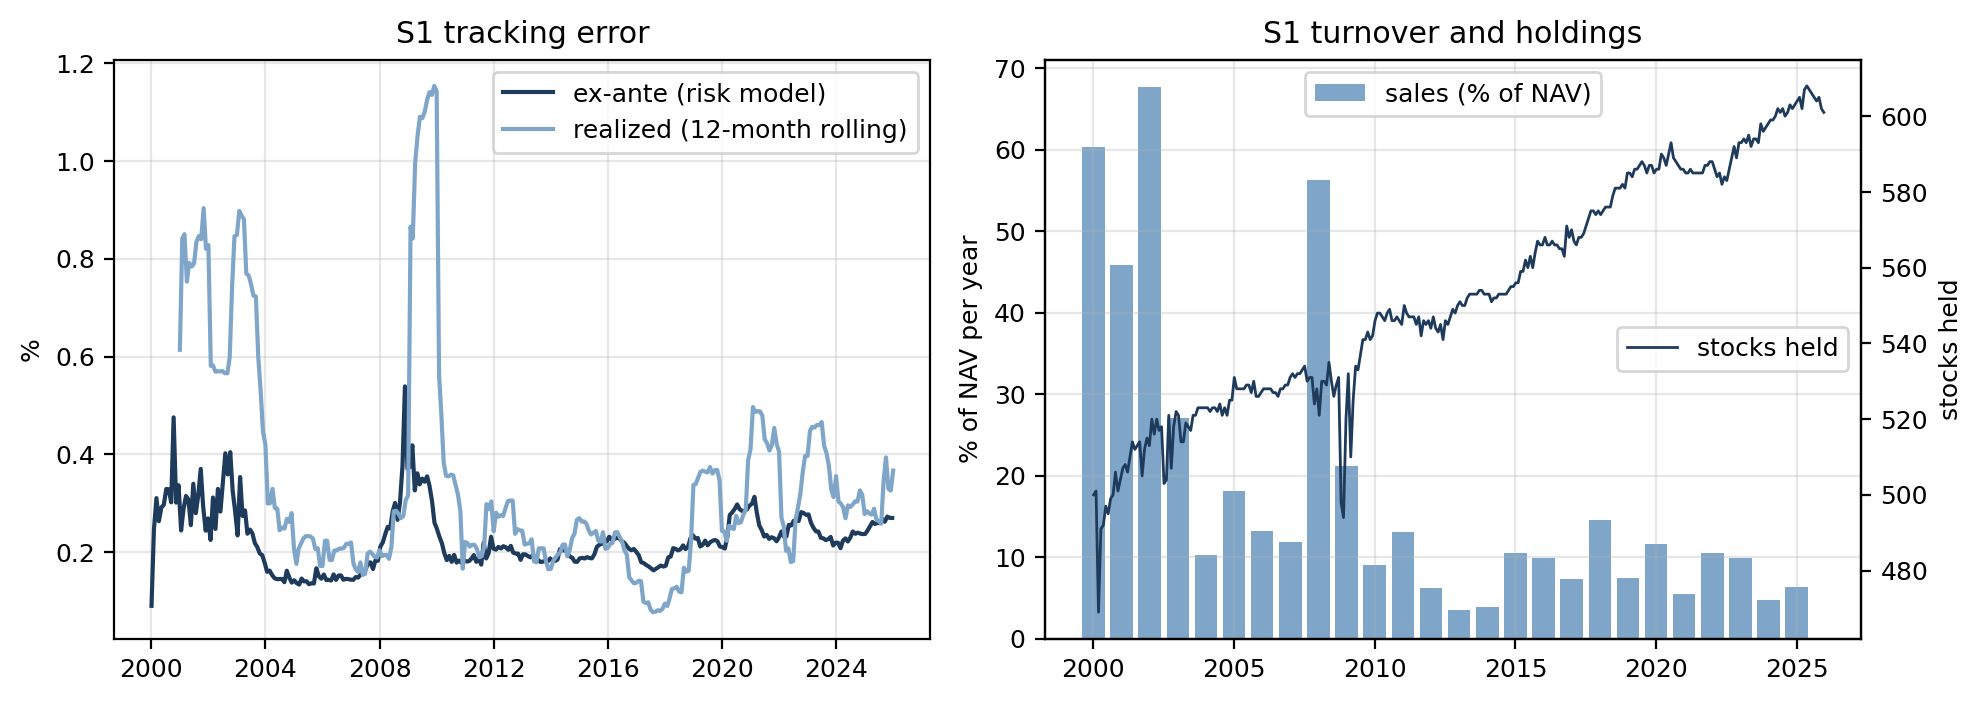 S1 tracking error
%
1.2
1.0
0.8
0.6
0.4
0.2
ex-ante (risk model)
realized (12-month rolling)
2000 2004 2008 2012 2016 2020 2024
S1 turnover and holdings
% of NAV per year
70
60
50
40
30
20
10
0
sales (% of NAV)
stocks held
600
580
560
540
520
500
480
stocks held
2000 2005 2010 2015 2020 2025